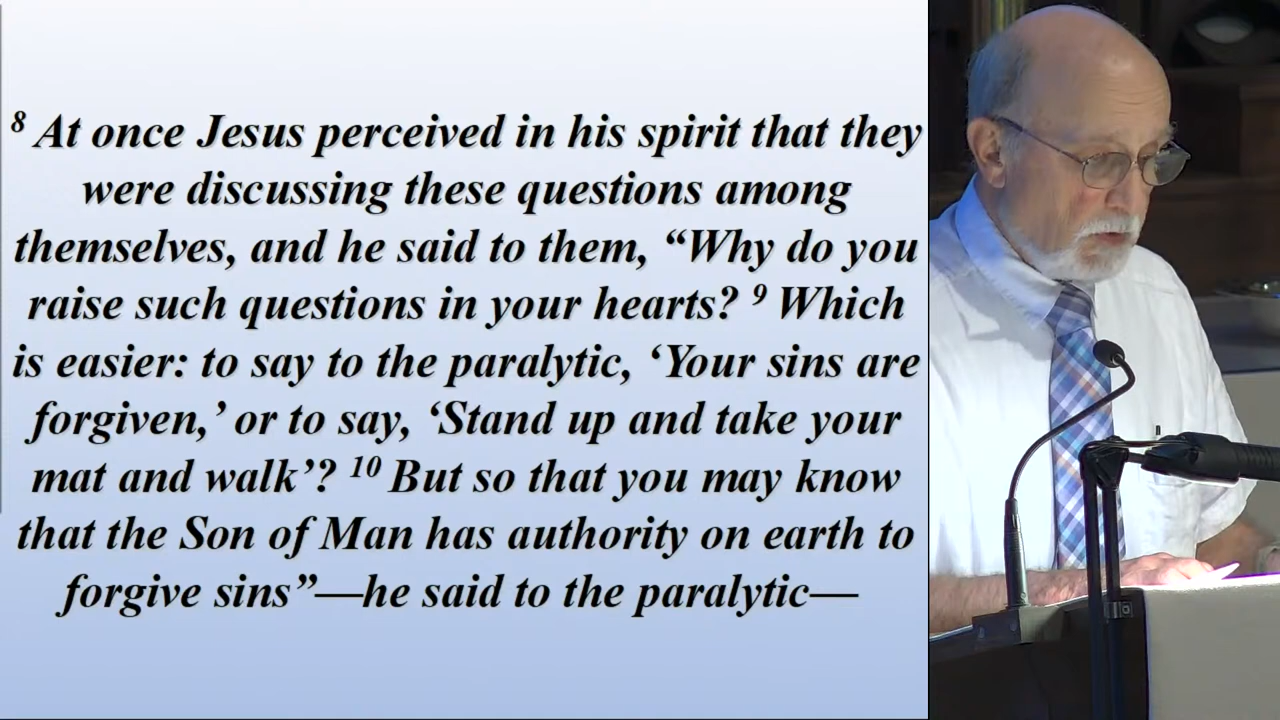 8 At once Jesus perceived in his spirit that they
were discussing these questions among
themselves, and he said to them, “Why do you
raise such questions in your hearts? 9 Which
is easier: to say to the paralytic, ‘Your sins are
forgiven,’ or to say, ‘Stand up and take your
mat and walk’? 10 But so that you may know
that the Son of Man has authority on earth to
forgive sins”—he said to the paralytic—